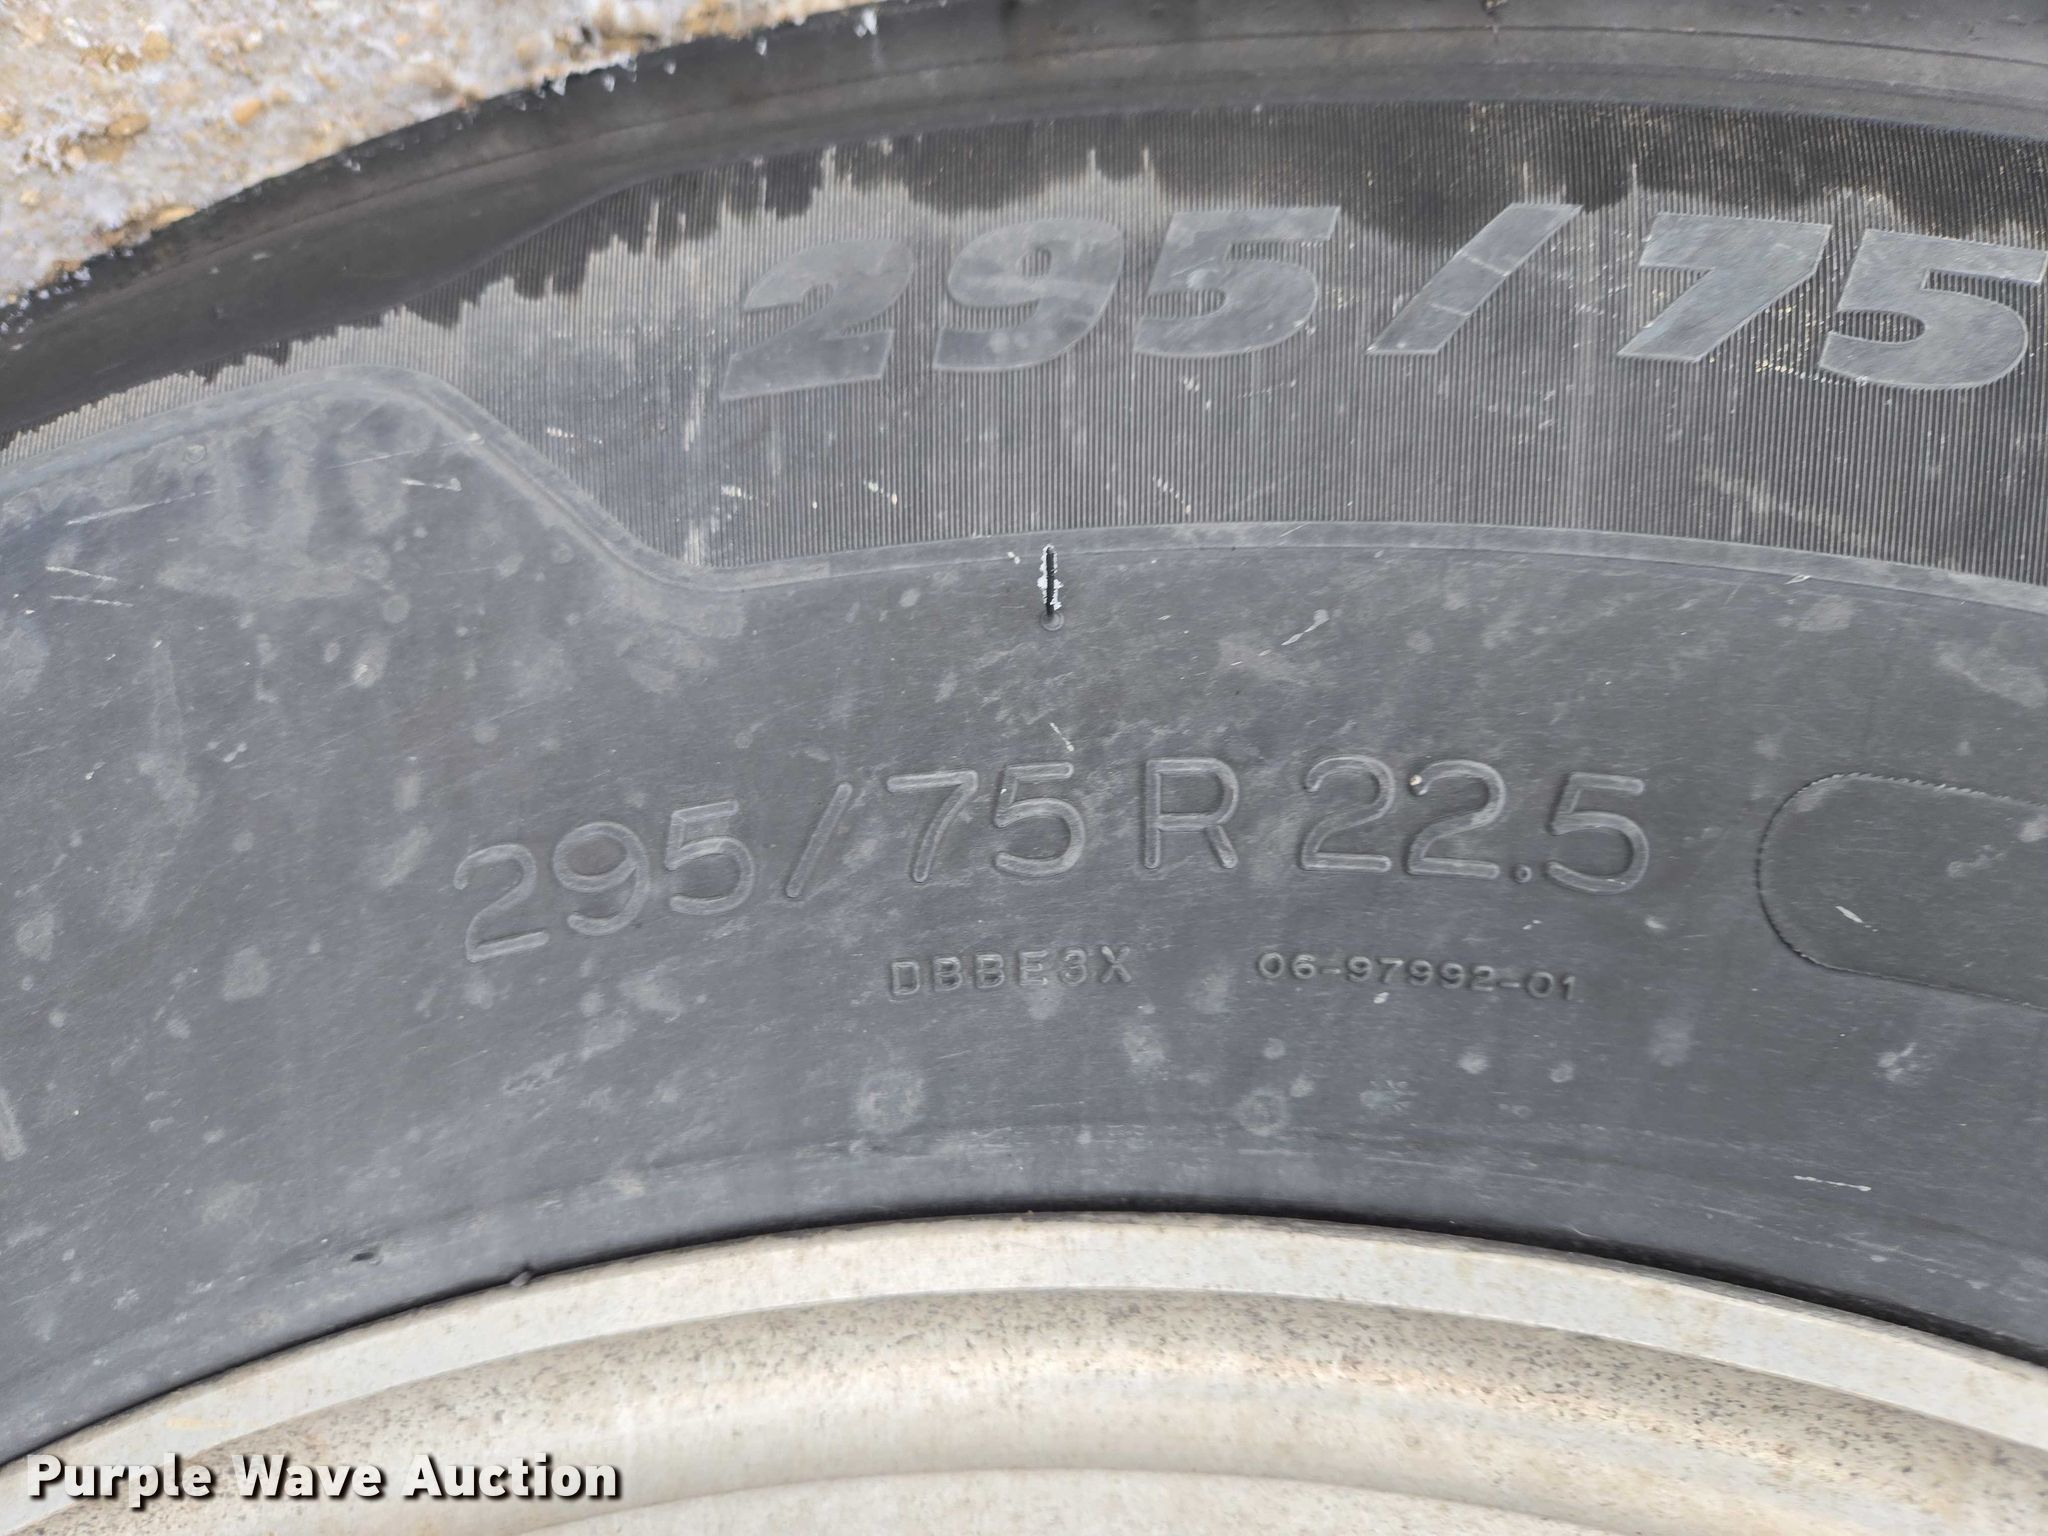 295/75
295/75 R 22.5
DBBE3X 06-97992-01
Purple Wave Auction